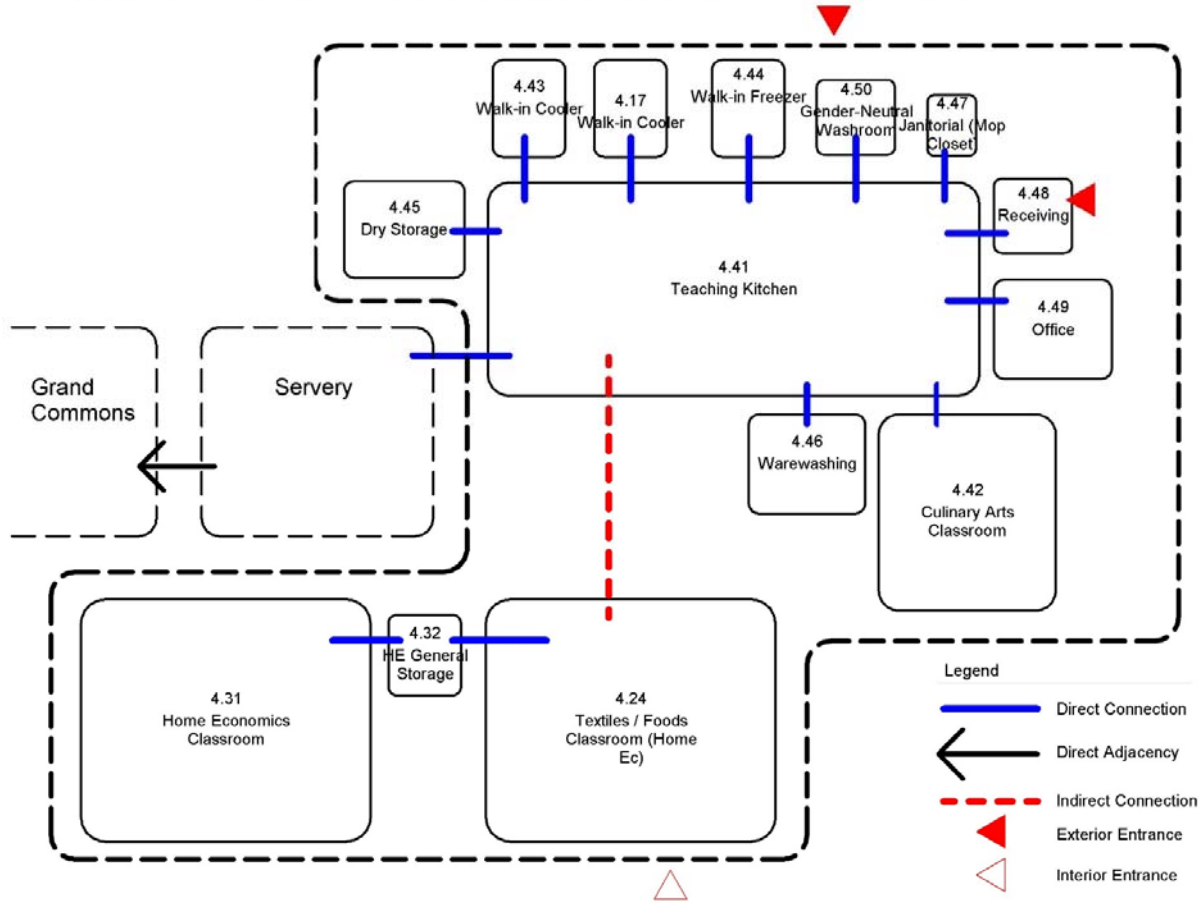 4.43
Walk-in Cooler
4.17
Walk-in Cooler
4.44
Walk-in Freezer
4.50
Gender-Neutral
Washroom
4.47
Janitorial (Mop
Closet)
4.45
Dry Storage
4.48
Receiving
4.41
Teaching Kitchen
4.49
Office
Grand
Commons
Servery
4.46
Warewashing
4.42
Culinary Arts
Classroom
4.31
Home Economics
Classroom
4.32
HE General
Storage
4.24
Textiles / Foods
Classroom (Home
Ec)
Legend
Direct Connection
Direct Adjacency
Indirect Connection
Exterior Entrance
Interior Entrance